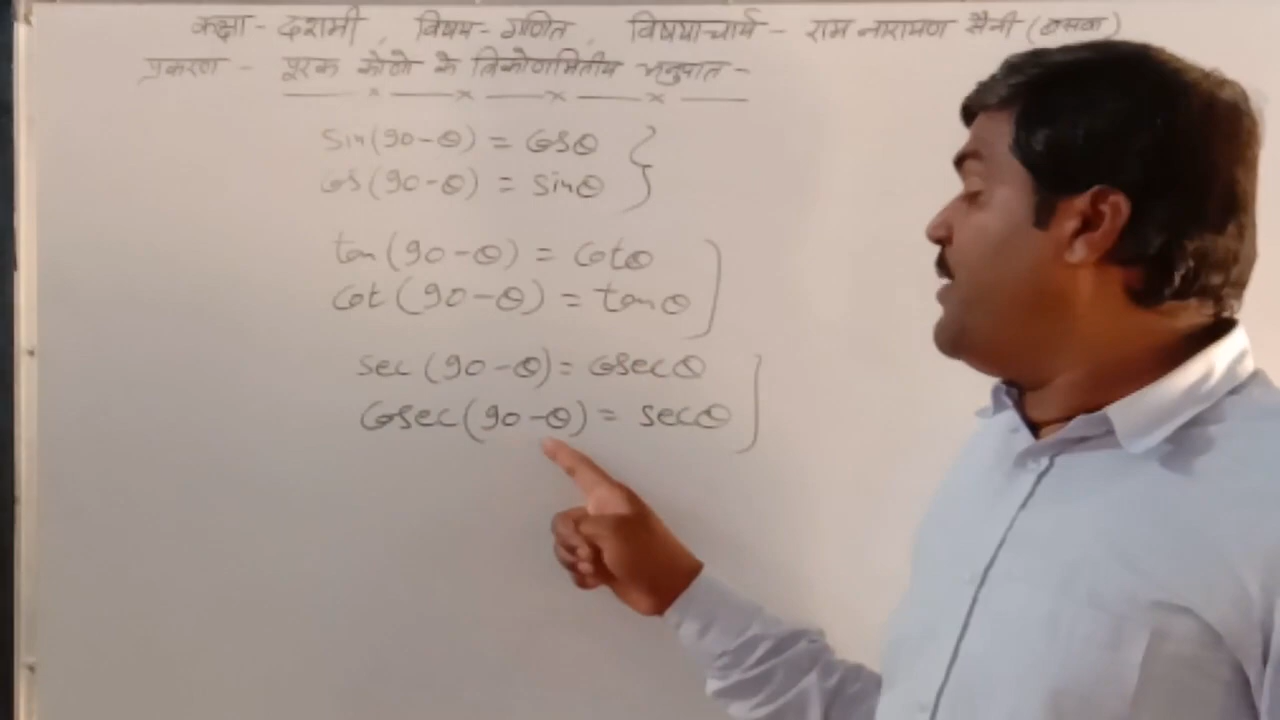 कक्षा - दशमी , विषय - गणित , विषयाचार्य - राम नारायण सैनी (बसवा)
प्रकरण - पूरक कोणो के त्रिकोणमितीय अनुपात -
sin(90-θ) = cosθ
cos(90-θ) = sinθ
tan(90-θ) = cotθ
cot(90-θ) = tanθ
sec(90-θ) = cosecθ
cosec(90-θ) = secθ